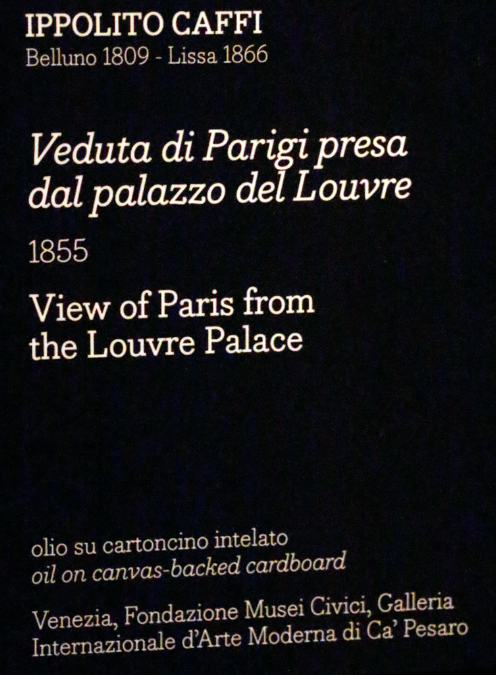 IPPOLITO CAFFI
Belluno 1809 - Lissa 1866
Veduta di Parigi presa
dal palazzo del Louvre
1855
View of Paris from
the Louvre Palace
olio su cartoncino intelato
oil on canvas-backed cardboard
Venezia, Fondazione Musei Civici, Galleria
Internazionale d'Arte Moderna di Ca' Pesaro